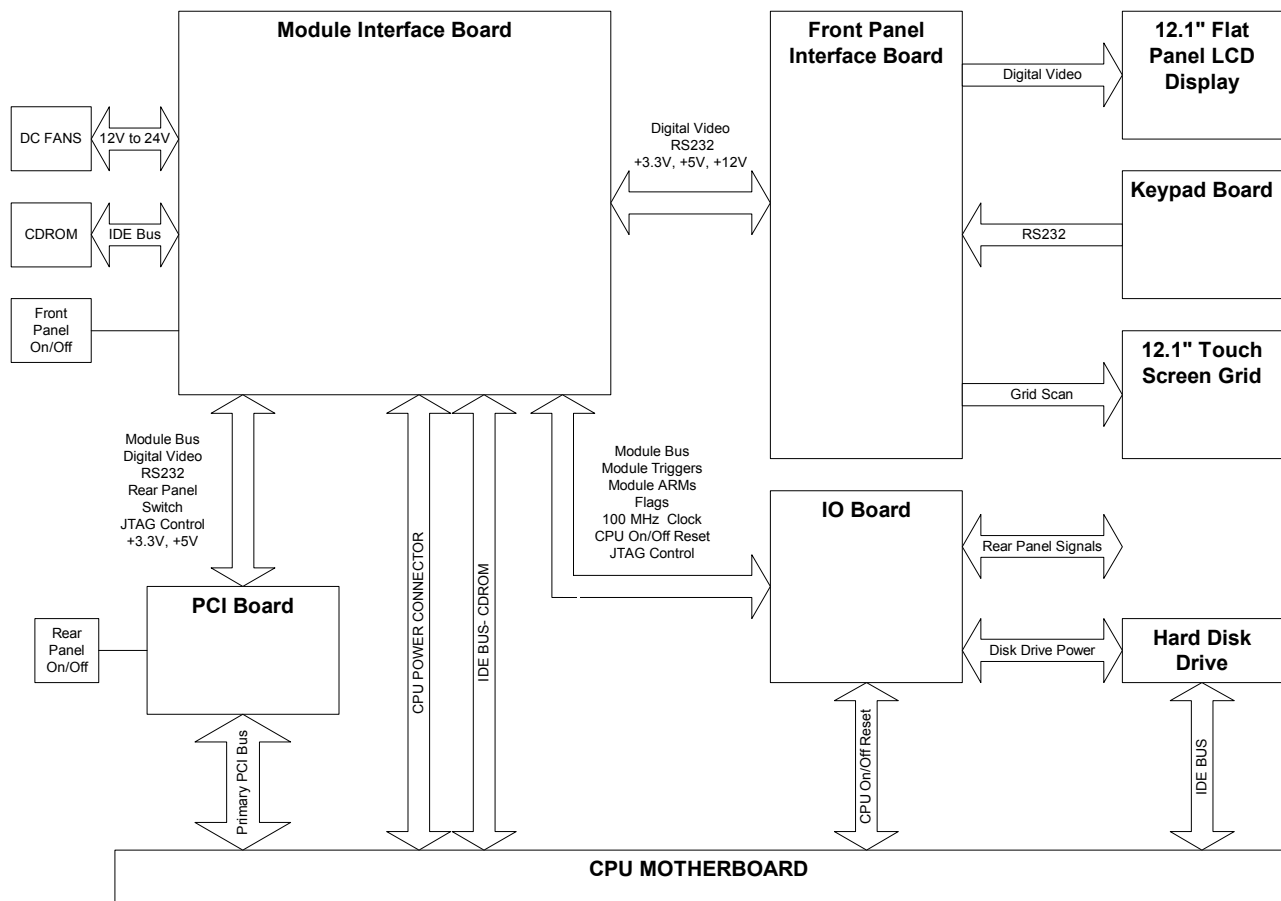 Module Interface Board
Front Panel
Interface Board
12.1" Flat
Panel LCD
Display
Digital Video
DC FANS
12V to 24V
Digital Video
RS232
+3.3V, +5V, +12V
Keypad Board
CDROM
IDE Bus
RS232
Front
Panel
On/Off
12.1" Touch
Screen Grid
Grid Scan
Module Bus
Digital Video
RS232
Rear Panel
Switch
JTAG Control
+3.3V, +5V
Module Bus
Module Triggers
Module ARMs
Flags
100 MHz Clock
CPU On/Off Reset
JTAG Control
IO Board
Rear Panel Signals
CPU POWER CONNECTOR
IDE BUS- CDROM
PCI Board
Rear
Panel
On/Off
Disk Drive Power
Hard Disk
Drive
Primary PCI Bus
CPU On/Off Reset
IDE BUS
CPU MOTHERBOARD